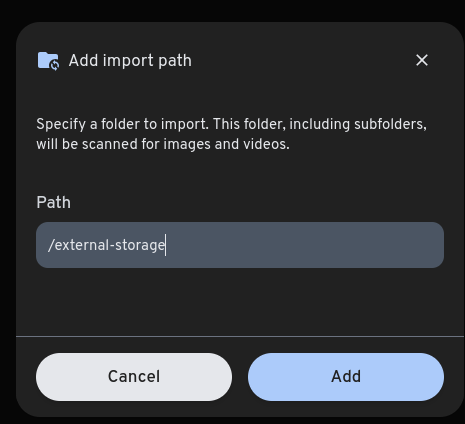 Add import path
Specify a folder to import. This folder, including subfolders,
will be scanned for images and videos.
Path
/external-storage
Cancel
Add